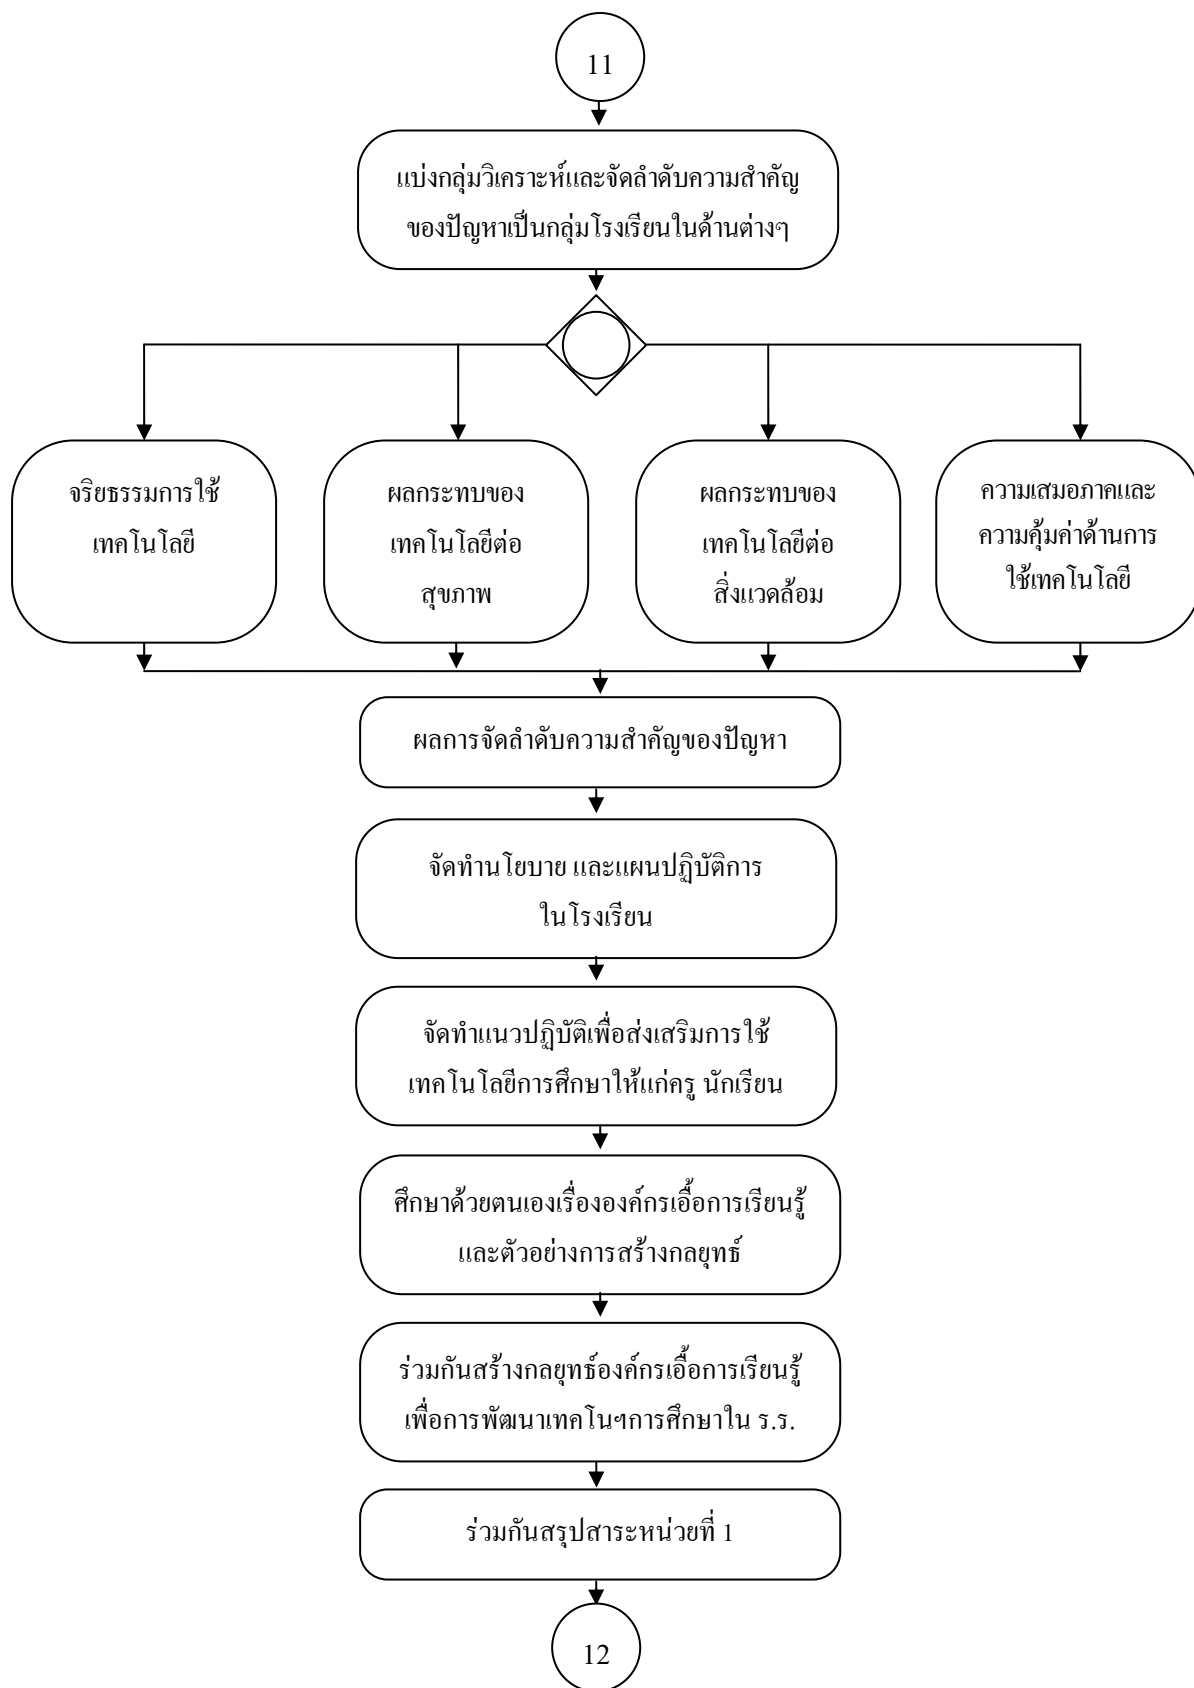 11
แบ่งกลุ่มวิเคราะห์และจัดลำดับความสำคัญ
ของปัญหาเป็นกลุ่มโรงเรียนในด้านต่างๆ
จริยธรรมการใช้
เทคโนโลยี
ผลกระทบของ
เทคโนโลยีต่อ
สุขภาพ
ผลกระทบของ
เทคโนโลยีต่อ
สิ่งแวดล้อม
ความเสมอภาคและ
ความคุ้มค่าด้านการ
ใช้เทคโนโลยี
ผลการจัดลำดับความสำคัญของปัญหา
จัดทำนโยบาย และแผนปฏิบัติการ
ในโรงเรียน
จัดทำแนวปฏิบัติเพื่อส่งเสริมการใช้
เทคโนโลยีการศึกษาให้แก่ครู นักเรียน
ศึกษาด้วยตนเองเรื่ององค์กรเอื้อการเรียนรู้
และตัวอย่างการสร้างกลยุทธ์
ร่วมกันสร้างกลยุทธ์องค์กรเอื้อการเรียนรู้
เพื่อการพัฒนาเทคโนฯการศึกษาใน ร.ร.
ร่วมกันสรุปสาระหน่วยที่ 1
12